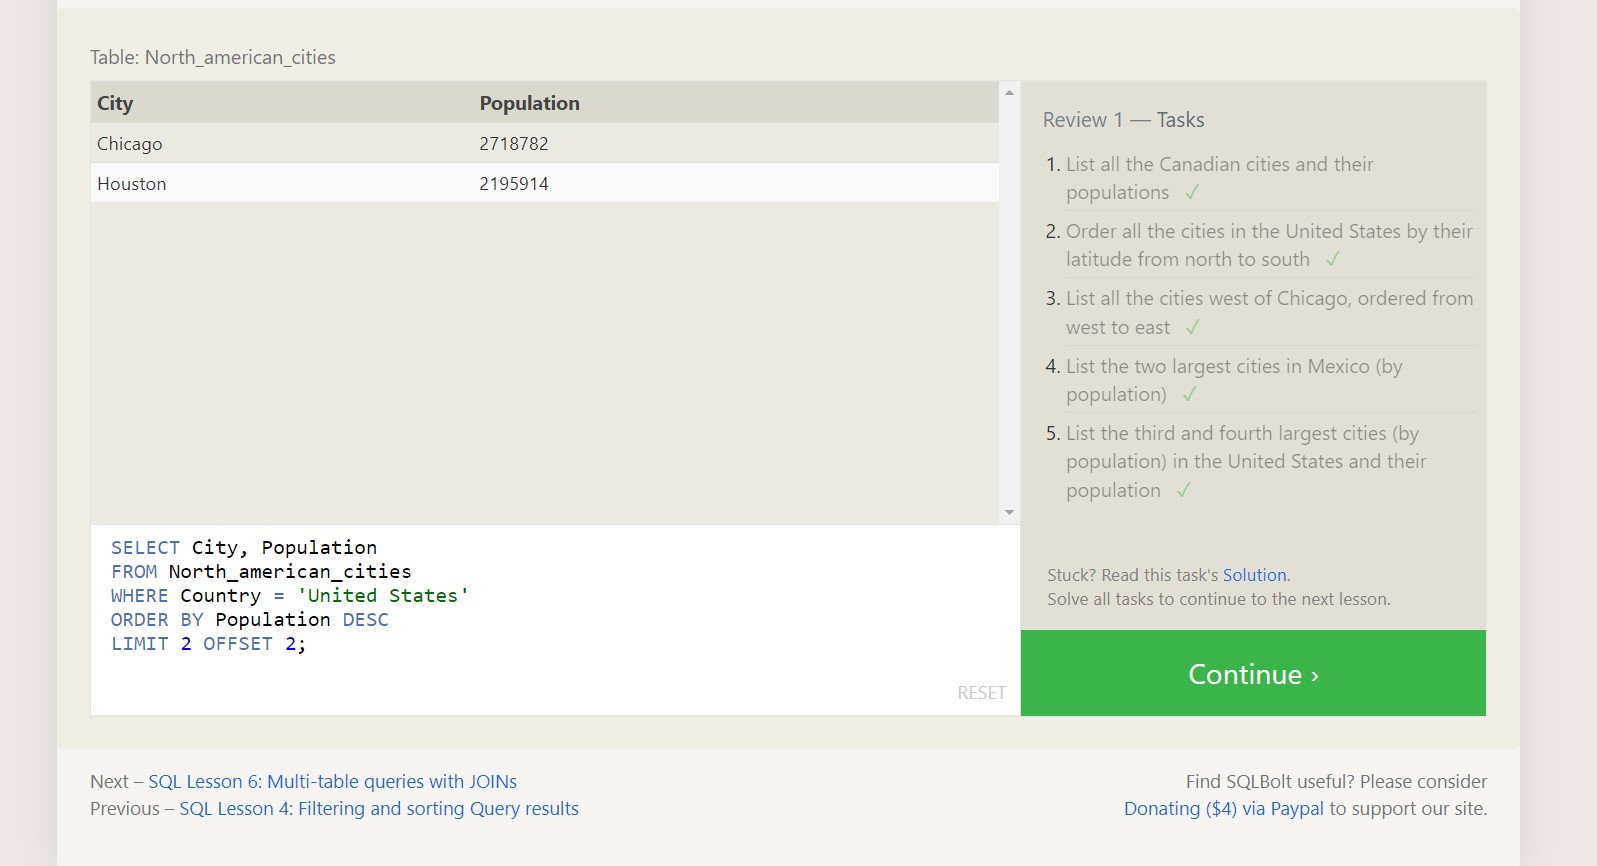 Table: North_american_cities
City Population
Chicago 2718782
Houston 2195914
SELECT City, Population
FROM North_american_cities
WHERE Country = 'United States'
ORDER BY Population DESC
LIMIT 2 OFFSET 2;
RESET
Review 1 — Tasks
1. List all the Canadian cities and their
populations ✓
2. Order all the cities in the United States by their
latitude from north to south ✓
3. List all the cities west of Chicago, ordered from
west to east ✓
4. List the two largest cities in Mexico (by
population) ✓
5. List the third and fourth largest cities (by
population) in the United States and their
population ✓
Stuck? Read this task's Solution.
Solve all tasks to continue to the next lesson.
Continue ›
Next – SQL Lesson 6: Multi-table queries with JOINs
Previous – SQL Lesson 4: Filtering and sorting Query results
Find SQLBolt useful? Please consider
Donating ($4) via Paypal to support our site.